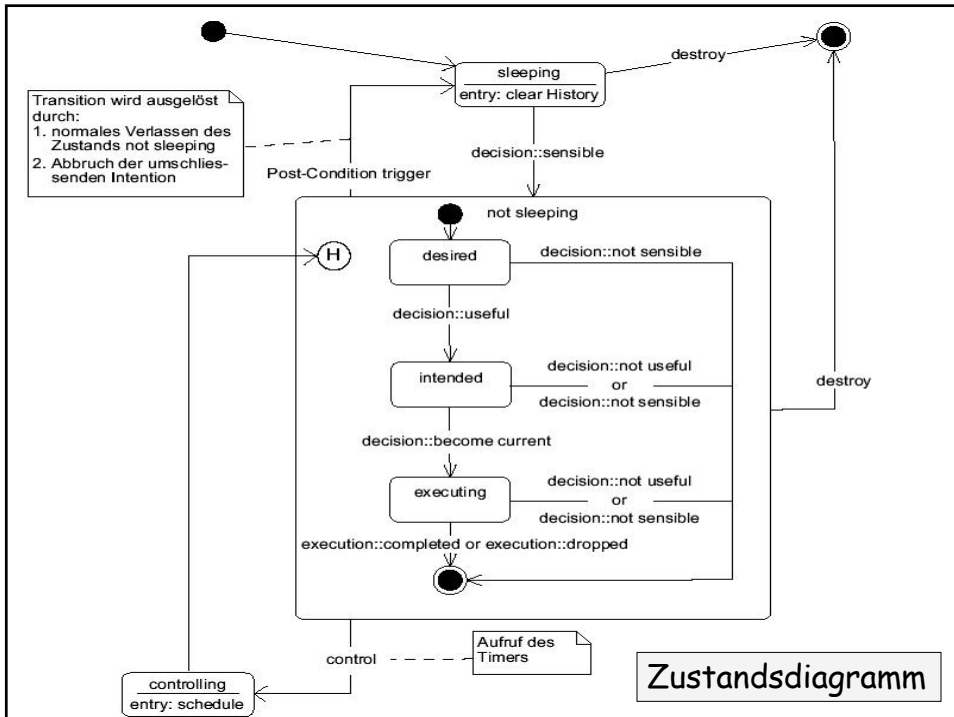 destroy
sleeping
entry: clear History
Transition wird ausgelöst
durch:
1. normales Verlassen des
Zustands not sleeping
2. Abbruch der umschlies-
senden Intention
decision::sensible
Post-Condition trigger
not sleeping
H
desired
decision::not sensible
decision::useful
intended
decision::not useful
or
decision::not sensible
destroy
decision::become current
executing
decision::not useful
or
decision::not sensible
execution::completed or execution::dropped
control
Aufruf des
Timers
controlling
entry: schedule
Zustandsdiagramm